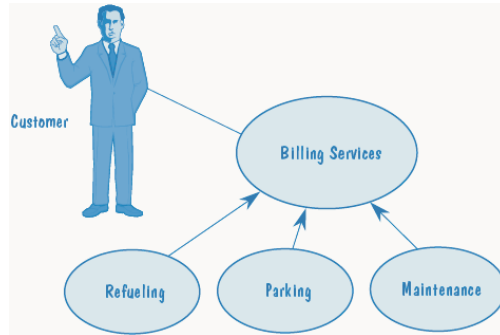 Customer
Billing Services
Refueling
Parking
Maintenance